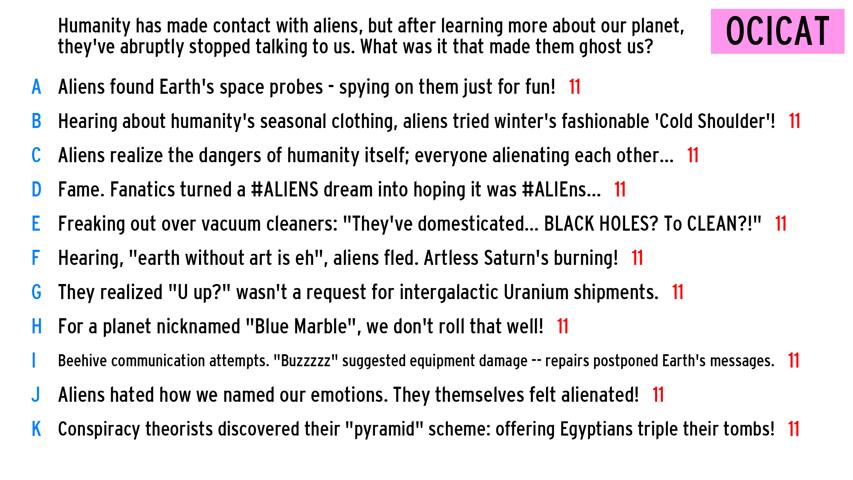 Humanity has made contact with aliens, but after learning more about our planet,
they've abruptly stopped talking to us. What was it that made them ghost us?
OCICAT
A Aliens found Earth's space probes - spying on them just for fun! 11
B Hearing about humanity's seasonal clothing, aliens tried winter's fashionable 'Cold Shoulder'! 11
C Aliens realize the dangers of humanity itself; everyone alienating each other... 11
D Fame. Fanatics turned a #ALIENS dream into hoping it was #ALIEns... 11
E Freaking out over vacuum cleaners: "They've domesticated... BLACK HOLES? To CLEAN?!" 11
F Hearing, "earth without art is eh", aliens fled. Artless Saturn's burning! 11
G They realized "U up?" wasn't a request for intergalactic Uranium shipments. 11
H For a planet nicknamed "Blue Marble", we don't roll that well! 11
I Beehive communication attempts. "Buzzzzz" suggested equipment damage -- repairs postponed Earth's messages. 11
J Aliens hated how we named our emotions. They themselves felt alienated! 11
K Conspiracy theorists discovered their "pyramid" scheme: offering Egyptians triple their tombs! 11